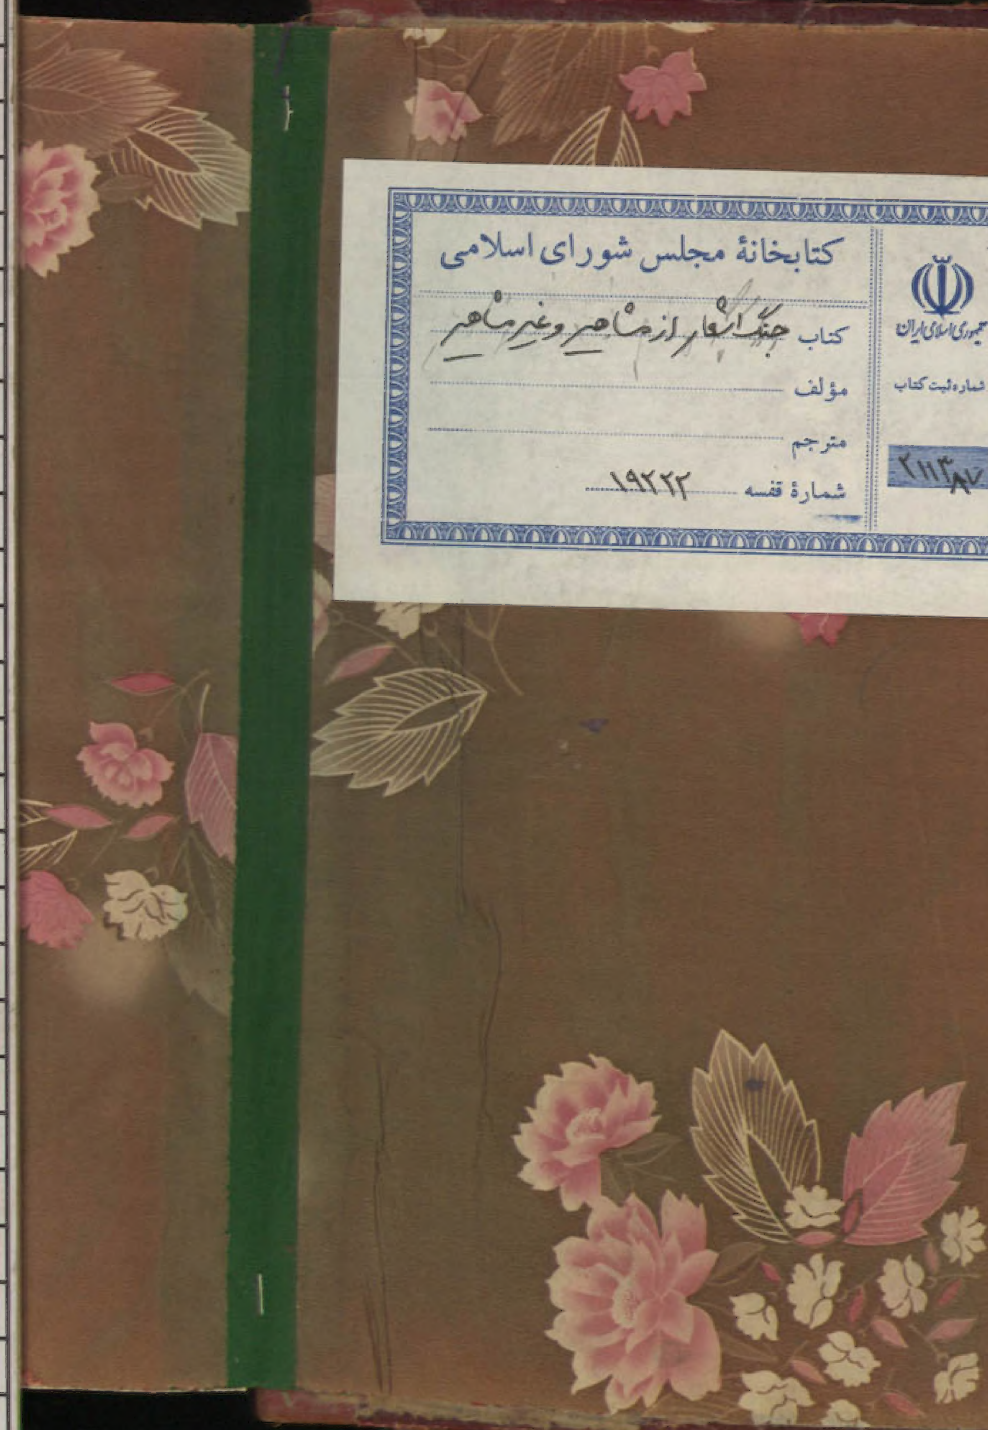 کتابخانهٔ مجلس شورای اسلامی
کتاب جنگ اشعار از مشاهیر و غیر مشاهیر
مؤلف
مترجم
شمارهٔ قفسه ۱۹۲۲۲
جمهوری اسلامی ایران
شماره ثبت کتاب